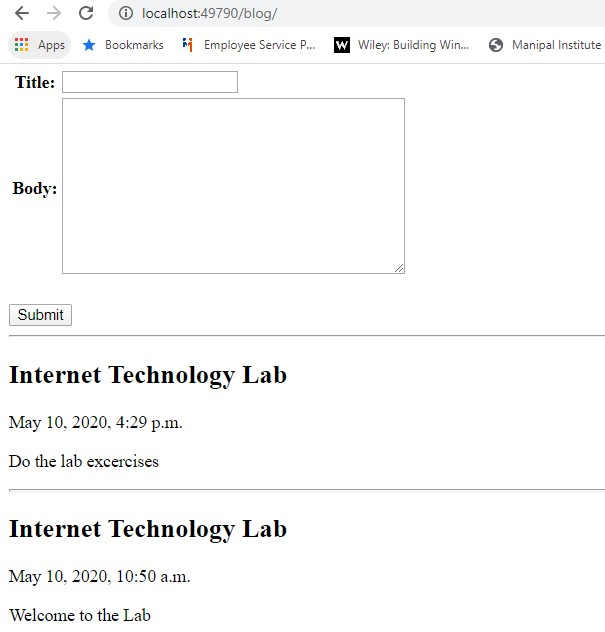 localhost:49790/blog/
Apps Bookmarks Employee Service P... W Wiley: Building Win... Manipal Institute
Title:
Body:
Submit
Internet Technology Lab
May 10, 2020, 4:29 p.m.
Do the lab excercises
Internet Technology Lab
May 10, 2020, 10:50 a.m.
Welcome to the Lab